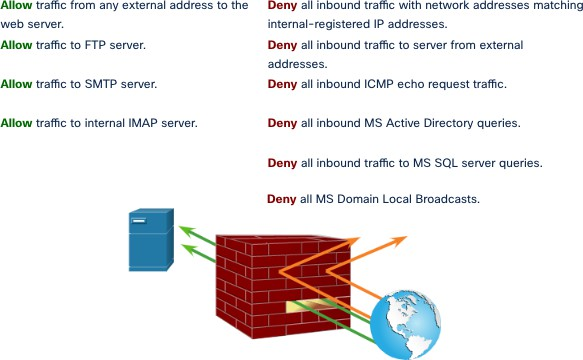 Allow traffic from any external address to the
web server.
Allow traffic to FTP server.
Allow traffic to SMTP server.
Allow traffic to internal IMAP server.
Deny all inbound traffic with network addresses matching
internal-registered IP addresses.
Deny all inbound traffic to server from external
addresses.
Deny all inbound ICMP echo request traffic.
Deny all inbound MS Active Directory queries.
Deny all inbound traffic to MS SQL server queries.
Deny all MS Domain Local Broadcasts.